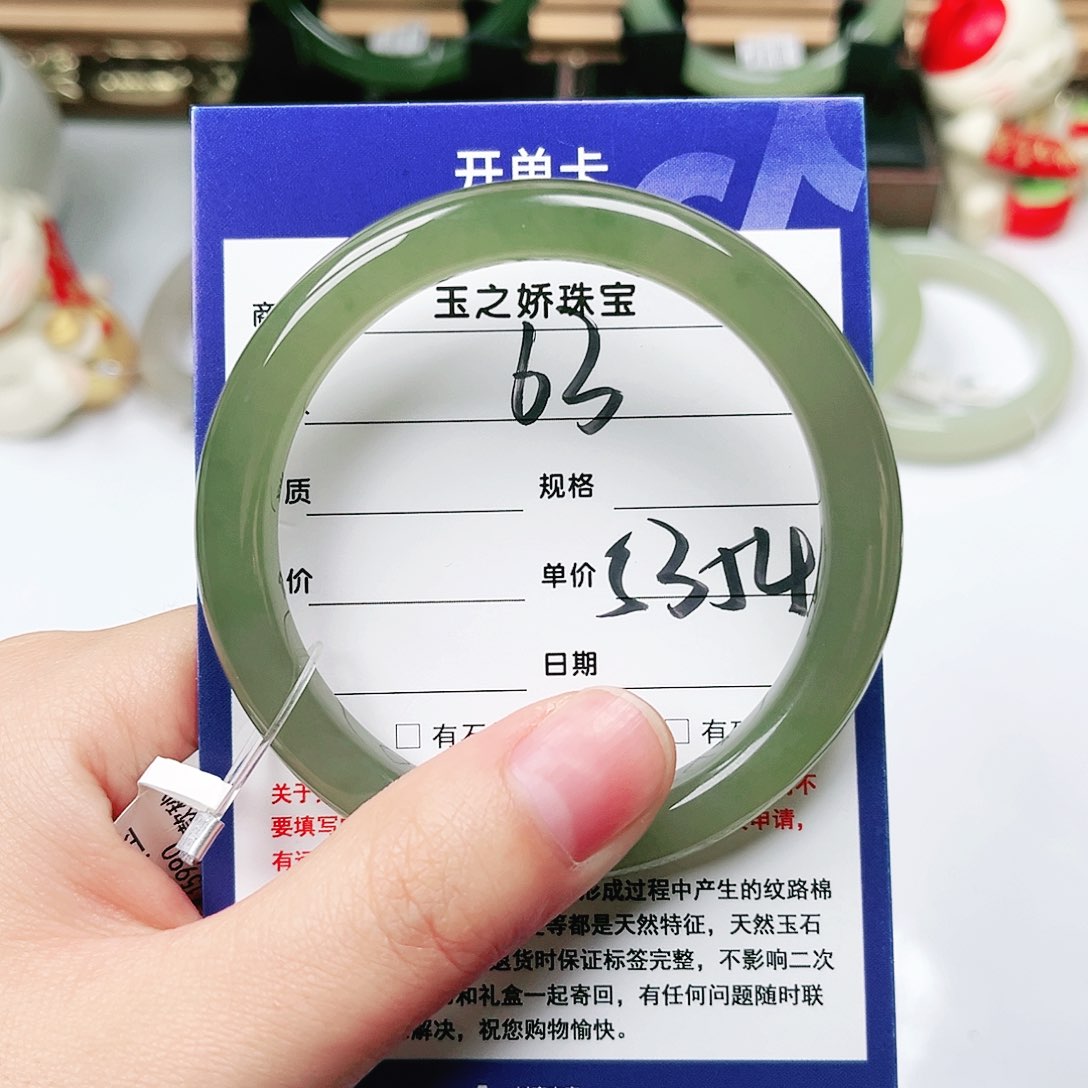 开单卡
商
玉之娇珠宝
63
质 规格
价 单价 5354
日期
□ 有石 □ 有
关于 不
要填写 申请，
有
形成过程中产生的纹路棉
等都是天然特征，天然玉石
退货时保证标签完整，不影响二次
和礼盒一起寄回，有任何问题随时联
解决，祝您购物愉快。